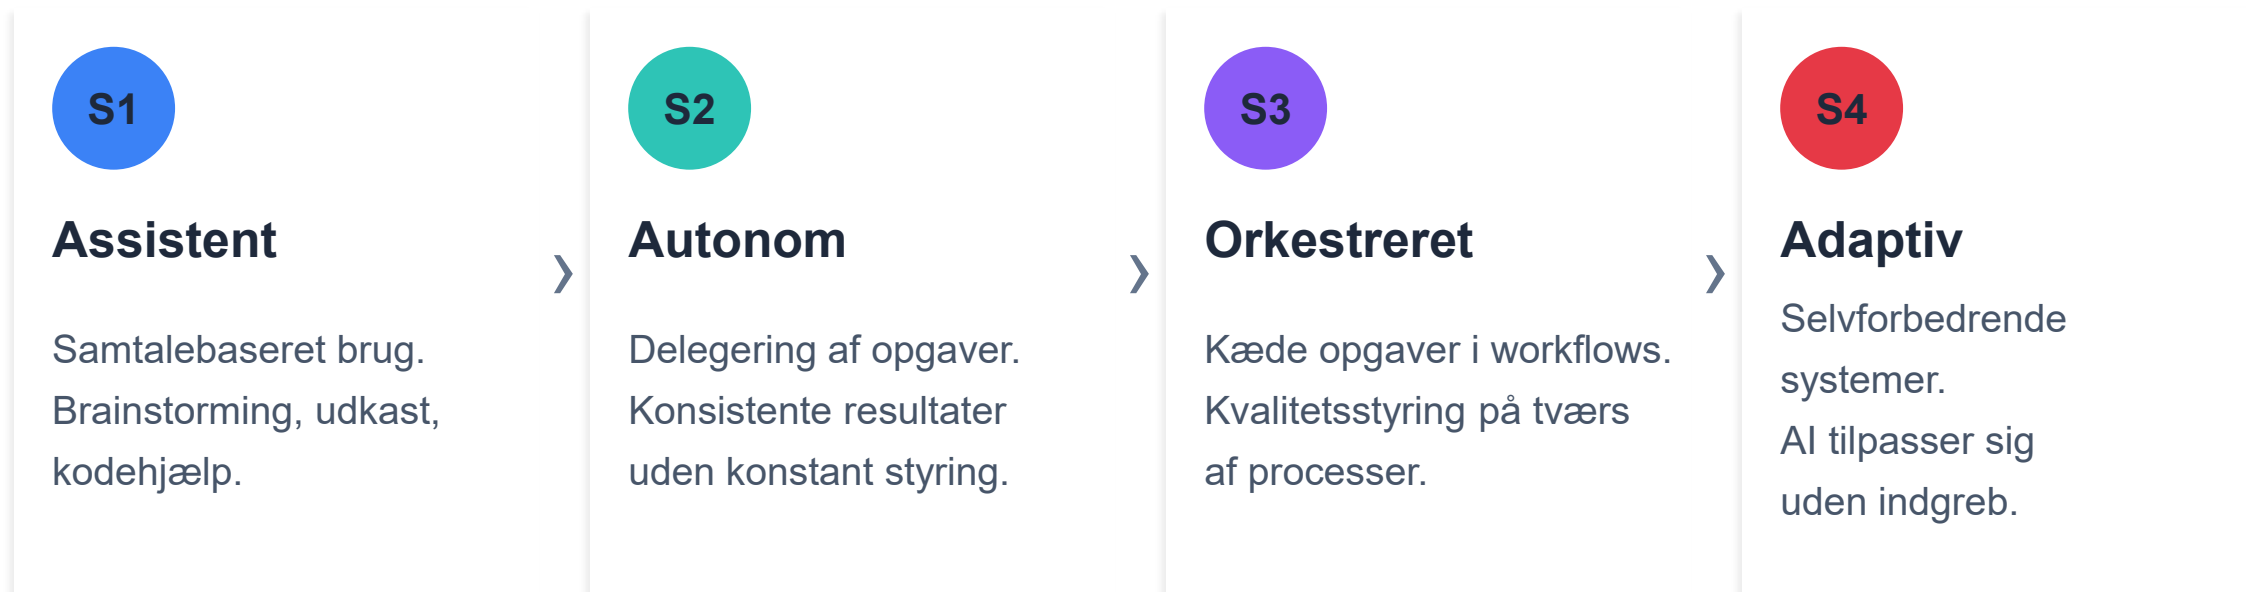 S1
Assistent
Samtalebaseret brug.
Brainstorming, udkast,
kodehjælp.
❯
S2
Autonom
Delegering af opgaver.
Konsistente resultater
uden konstant styring.
❯
S3
Orkestreret
Kæde opgaver i workflows.
Kvalitetsstyring på tværs
af processer.
❯
S4
Adaptiv
Selvforbedrende
systemer.
AI tilpasser sig
uden indgreb.